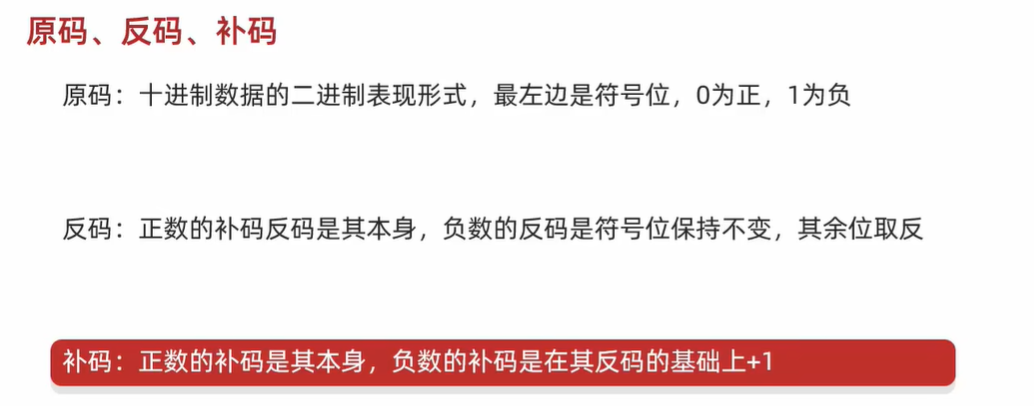 原码、反码、补码
原码：十进制数据的二进制表现形式，最左边是符号位，0为正，1为负
反码：正数的补码反码是其本身，负数的反码是符号位保持不变，其余位取反
补码：正数的补码是其本身，负数的补码是在其反码的基础上+1